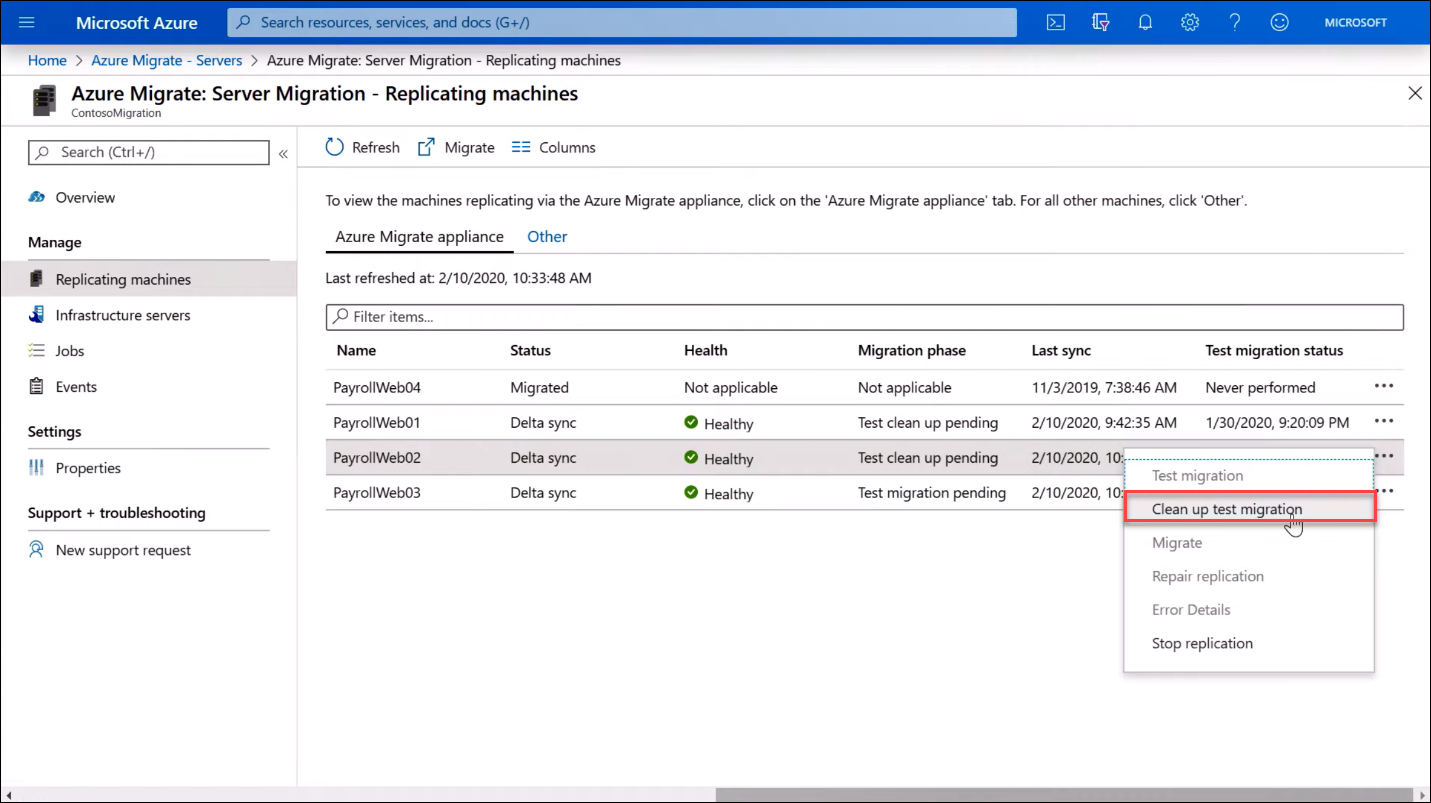 Microsoft Azure
Search resources, services, and docs (G+/)
MICROSOFT
Home > Azure Migrate - Servers > Azure Migrate: Server Migration - Replicating machines
Azure Migrate: Server Migration - Replicating machines
ContosoMigration
Search (Ctrl+/)
«
Overview
Manage
Replicating machines
Infrastructure servers
Jobs
Events
Settings
Properties
Support + troubleshooting
New support request
Refresh Migrate Columns
To view the machines replicating via the Azure Migrate appliance, click on the 'Azure Migrate appliance' tab. For all other machines, click 'Other'.
Azure Migrate appliance Other
Last refreshed at: 2/10/2020, 10:33:48 AM
Filter items...
Name Status Health Migration phase Last sync Test migration status
PayrollWeb04 Migrated Not applicable Not applicable 11/3/2019, 7:38:46 AM Never performed
PayrollWeb01 Delta sync Healthy Test clean up pending 2/10/2020, 9:42:35 AM 1/30/2020, 9:20:09 PM
PayrollWeb02 Delta sync Healthy Test clean up pending 2/10/2020, 10:
PayrollWeb03 Delta sync Healthy Test migration pending 2/10/2020, 10:
Test migration
Clean up test migration
Migrate
Repair replication
Error Details
Stop replication